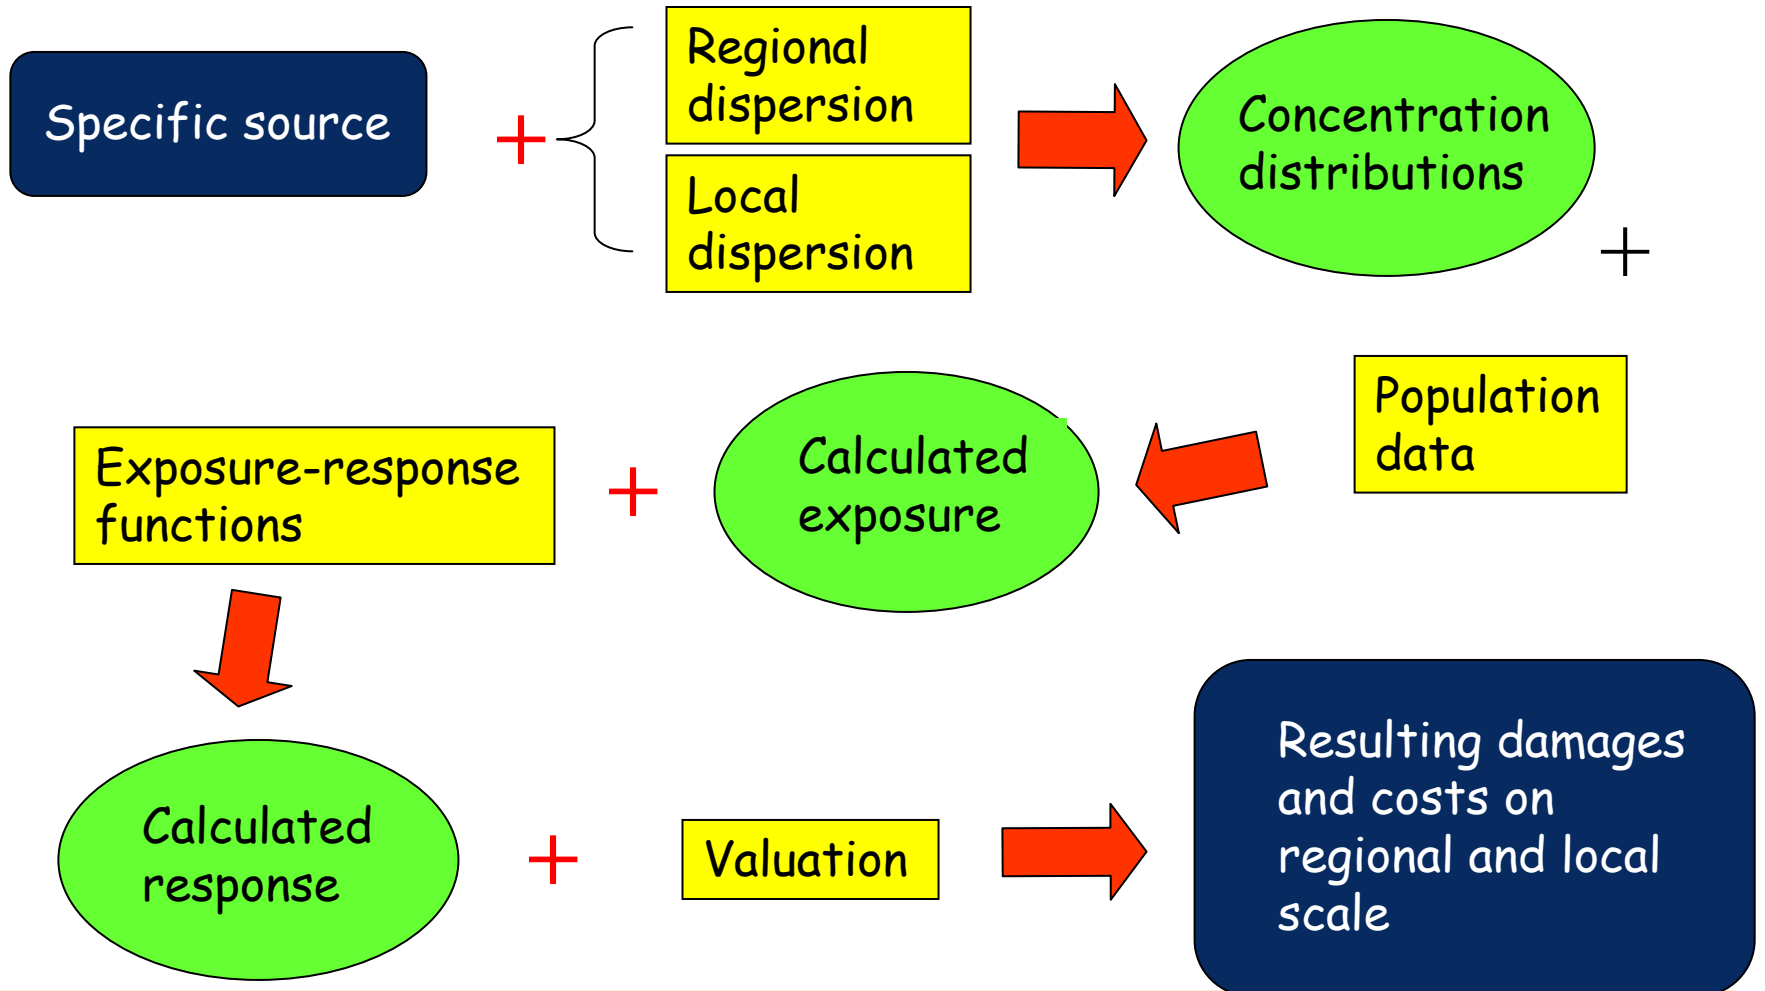 Specific source
+
Regional
dispersion
Local
dispersion
Concentration
distributions
+
Population
data
Calculated
exposure
+
Exposure-response
functions
Calculated
response
+
Valuation
Resulting damages
and costs on
regional and local
scale